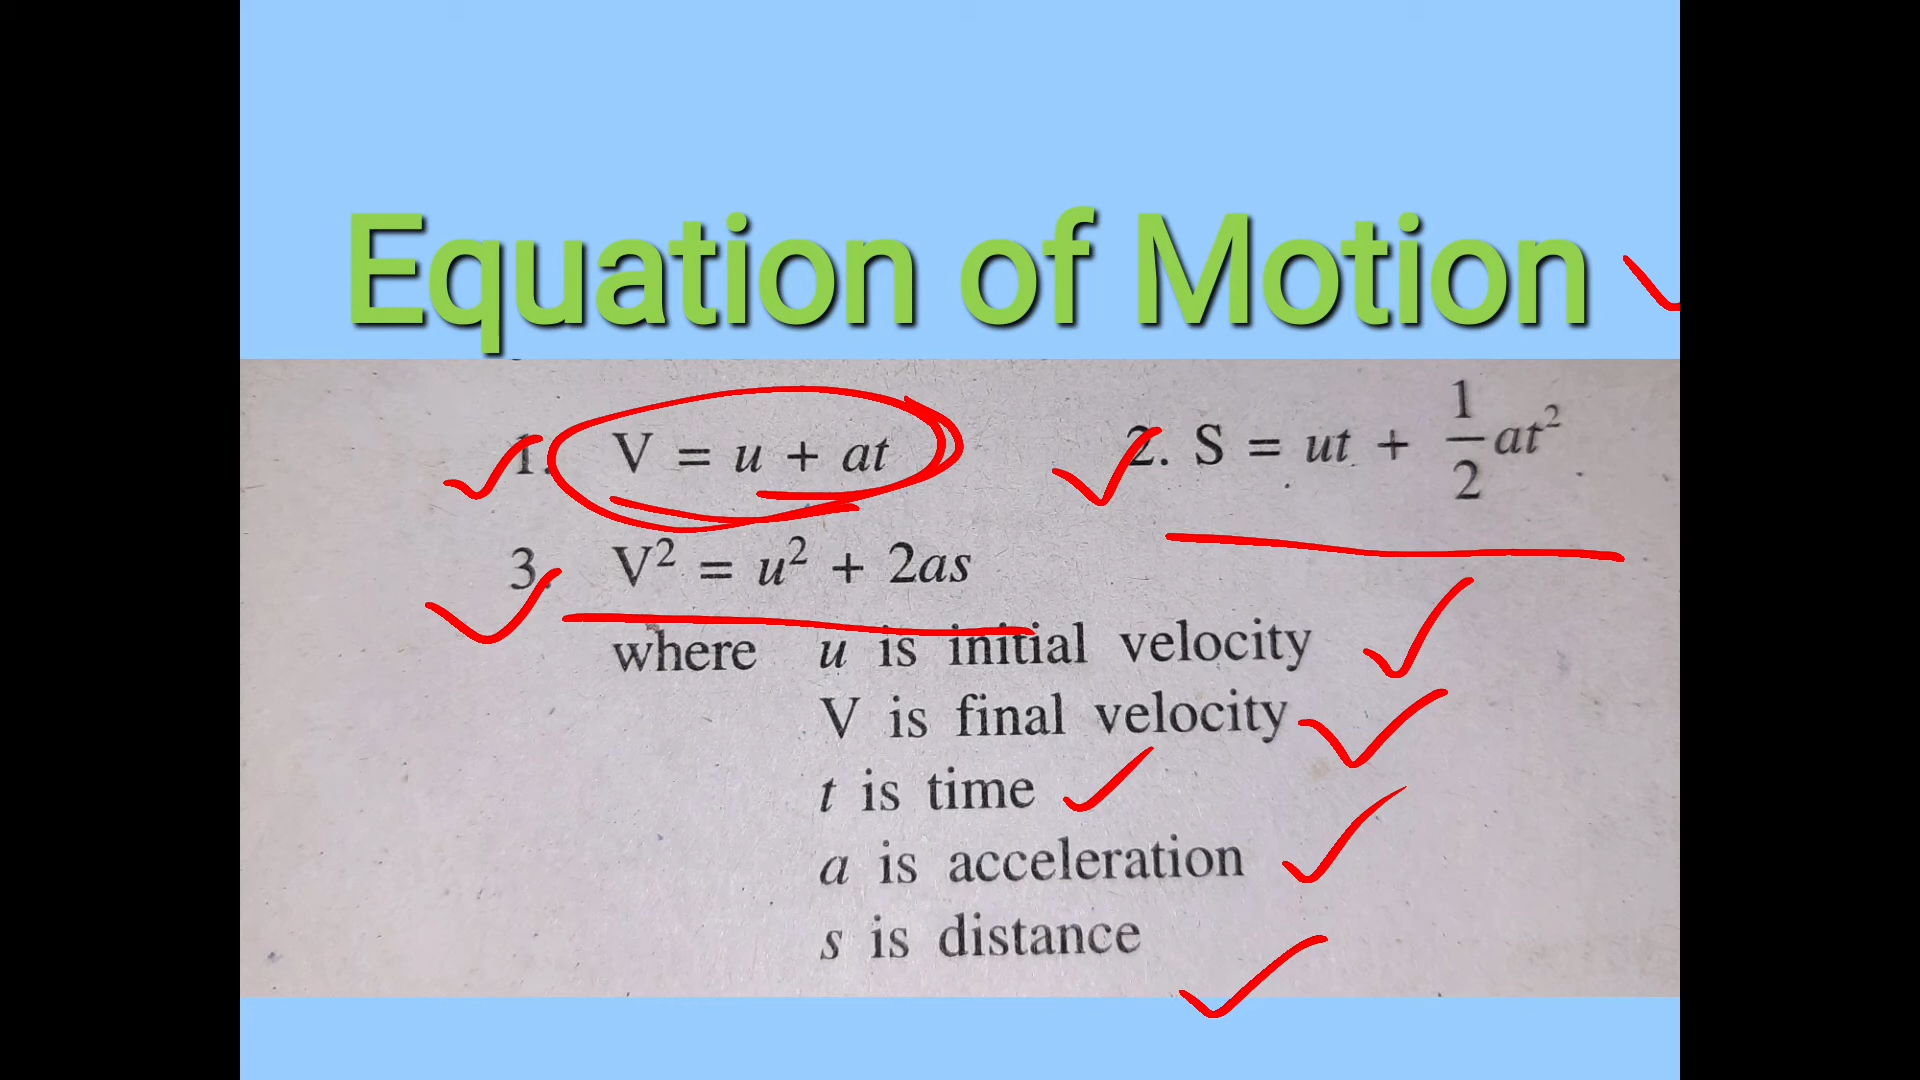 Equation of Motion
1. V = u + at
2. S = ut + 1/2 at²
3. V² = u² + 2as
where u is initial velocity
V is final velocity
t is time
a is acceleration
s is distance